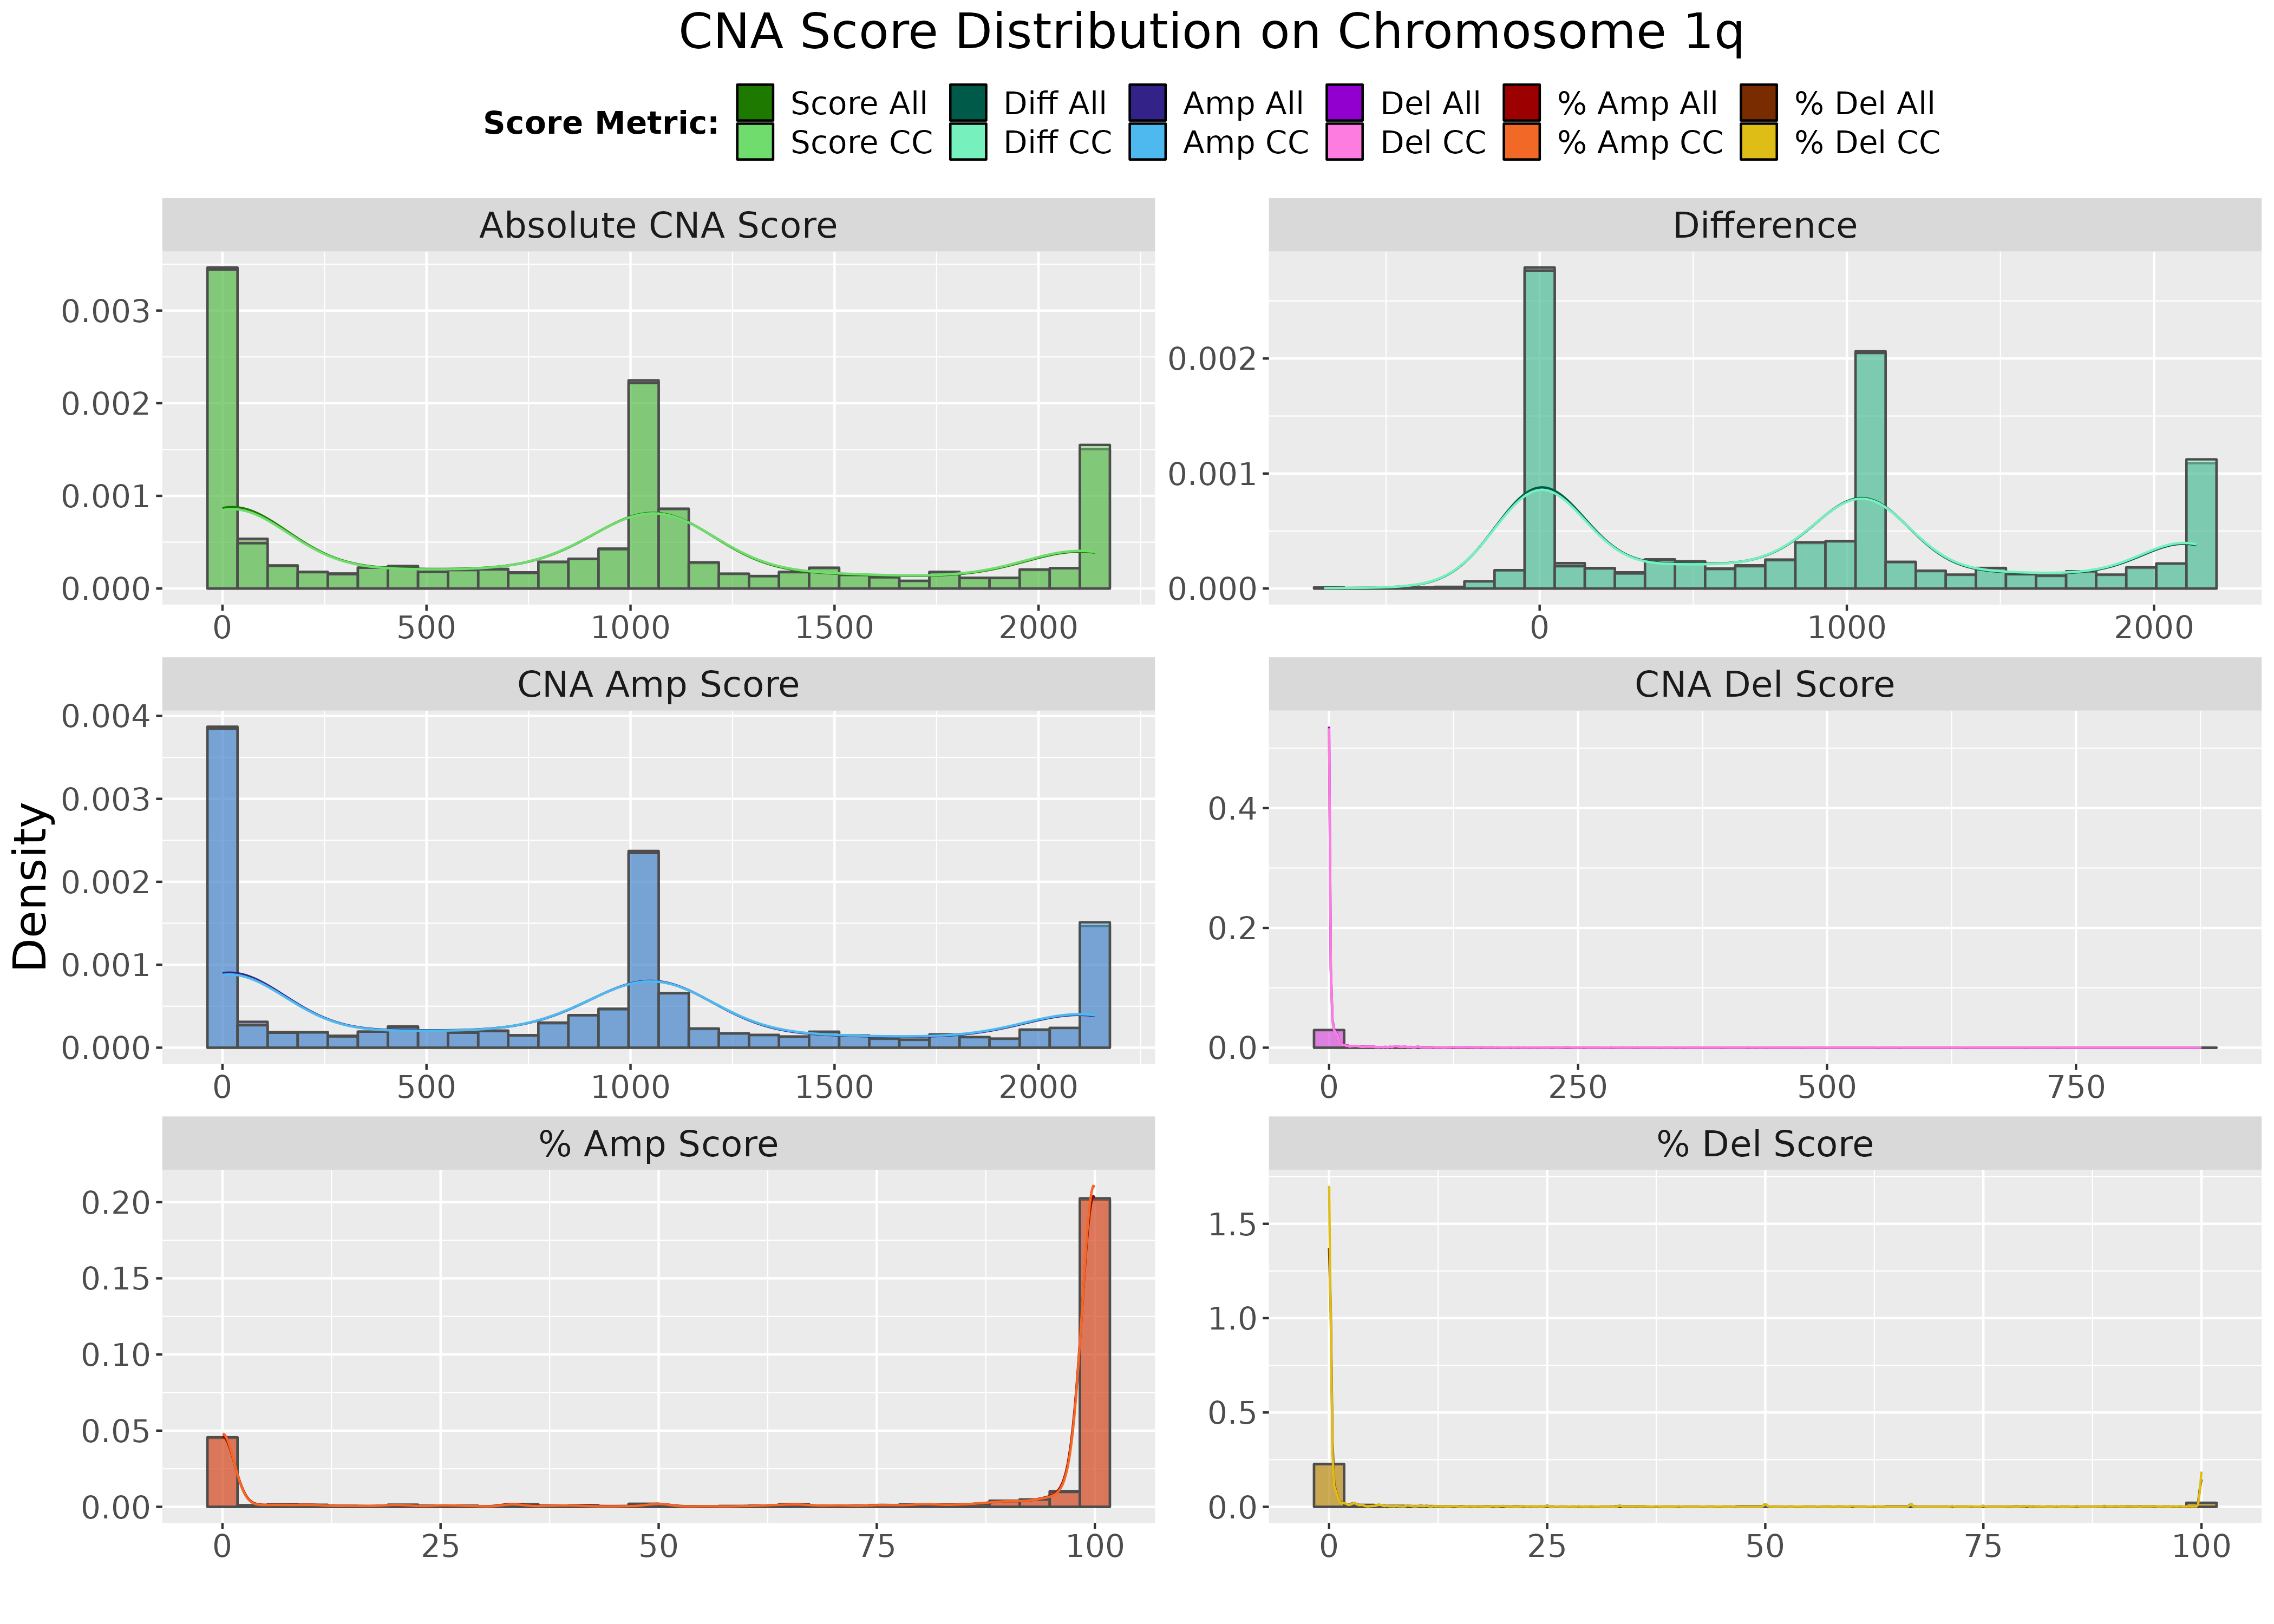 CNA Score Distribution on Chromosome 1q
Score Metric:
Score All Diff All Amp All Del All % Amp All % Del All
Score CC Diff CC Amp CC Del CC % Amp CC % Del CC
Absolute CNA Score
0.003
0.002
0.001
0.000
0 500 1000 1500 2000
Difference
0.002
0.001
0.000
0 1000 2000
Density
CNA Amp Score
0.004
0.003
0.002
0.001
0.000
0 500 1000 1500 2000
CNA Del Score
0.4
0.2
0.0
0 250 500 750
% Amp Score
0.20
0.15
0.10
0.05
0.00
0 25 50 75 100
% Del Score
1.5
1.0
0.5
0.0
0 25 50 75 100